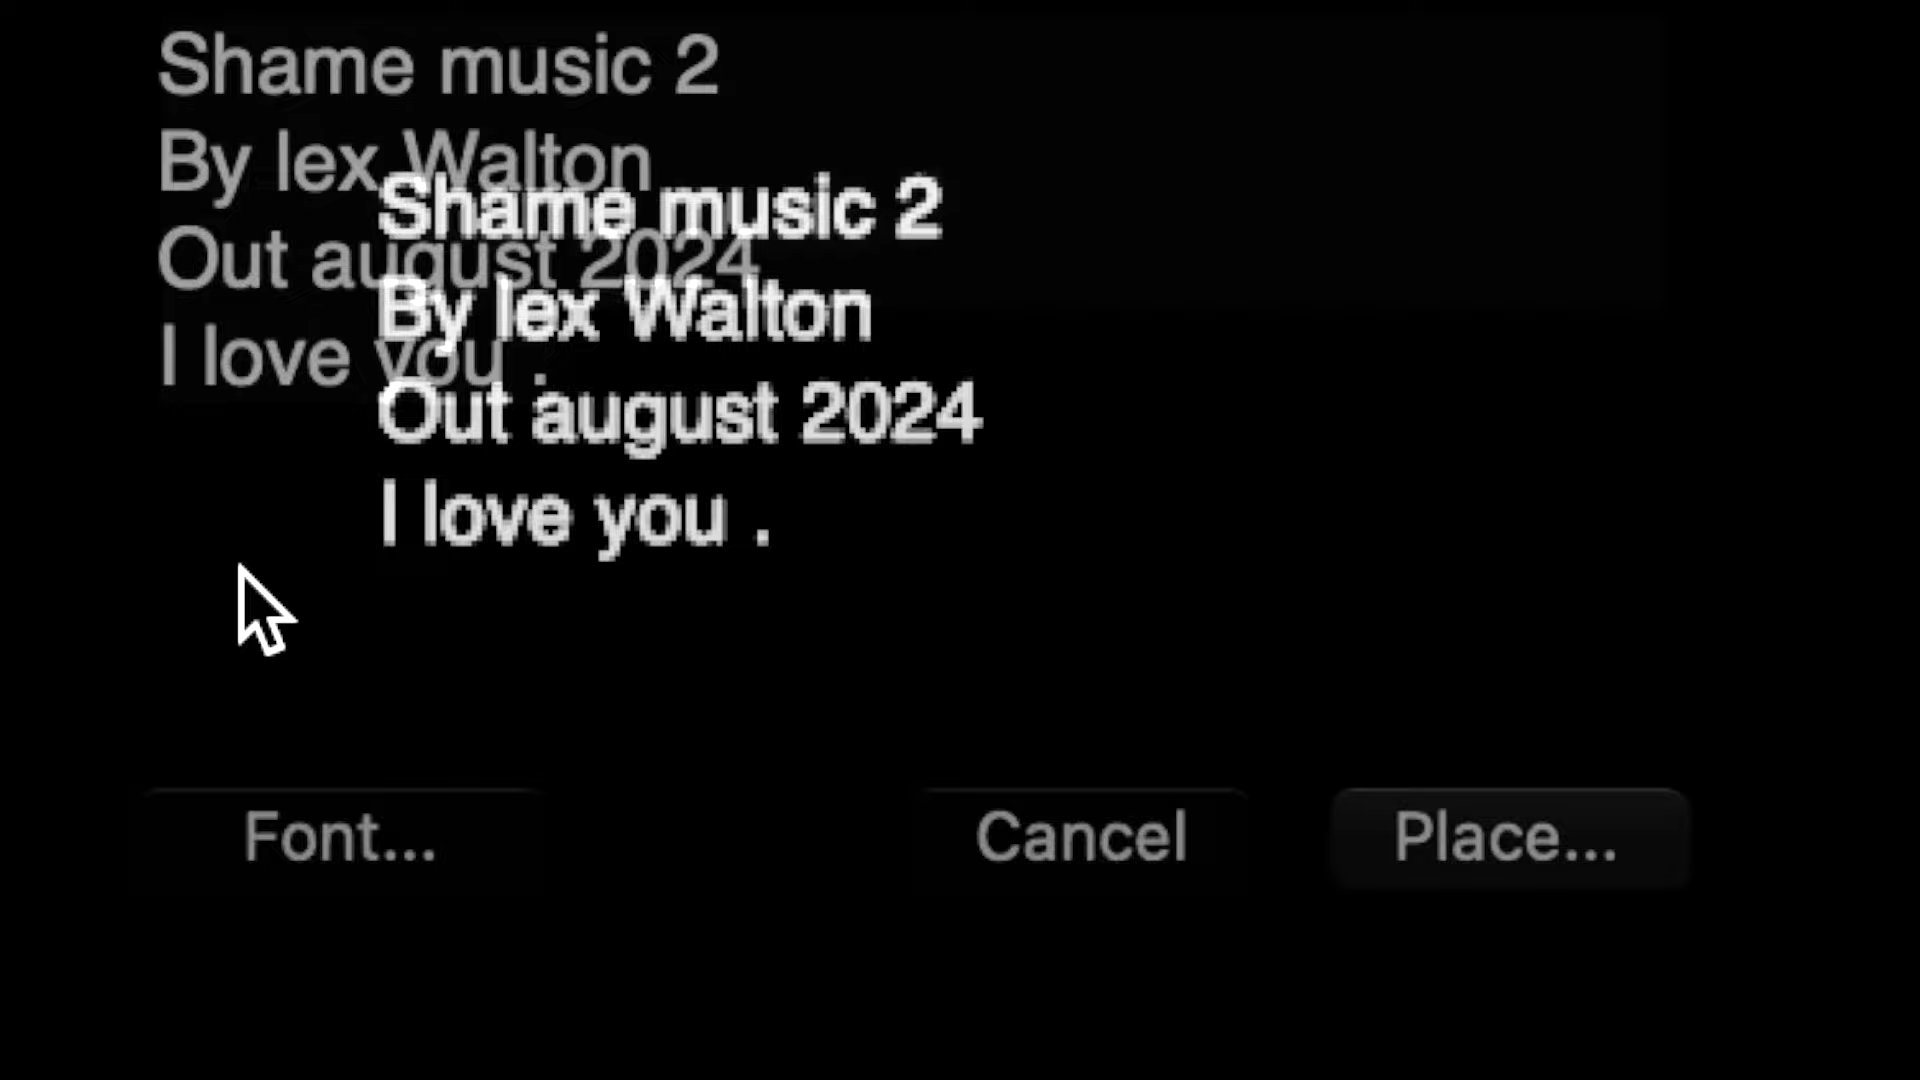 Shame music 2
By lex Walton
Out august 2024
I love you .
Shame music 2
By lex Walton
Out august 2024
I love you .
Font...
Cancel
Place...